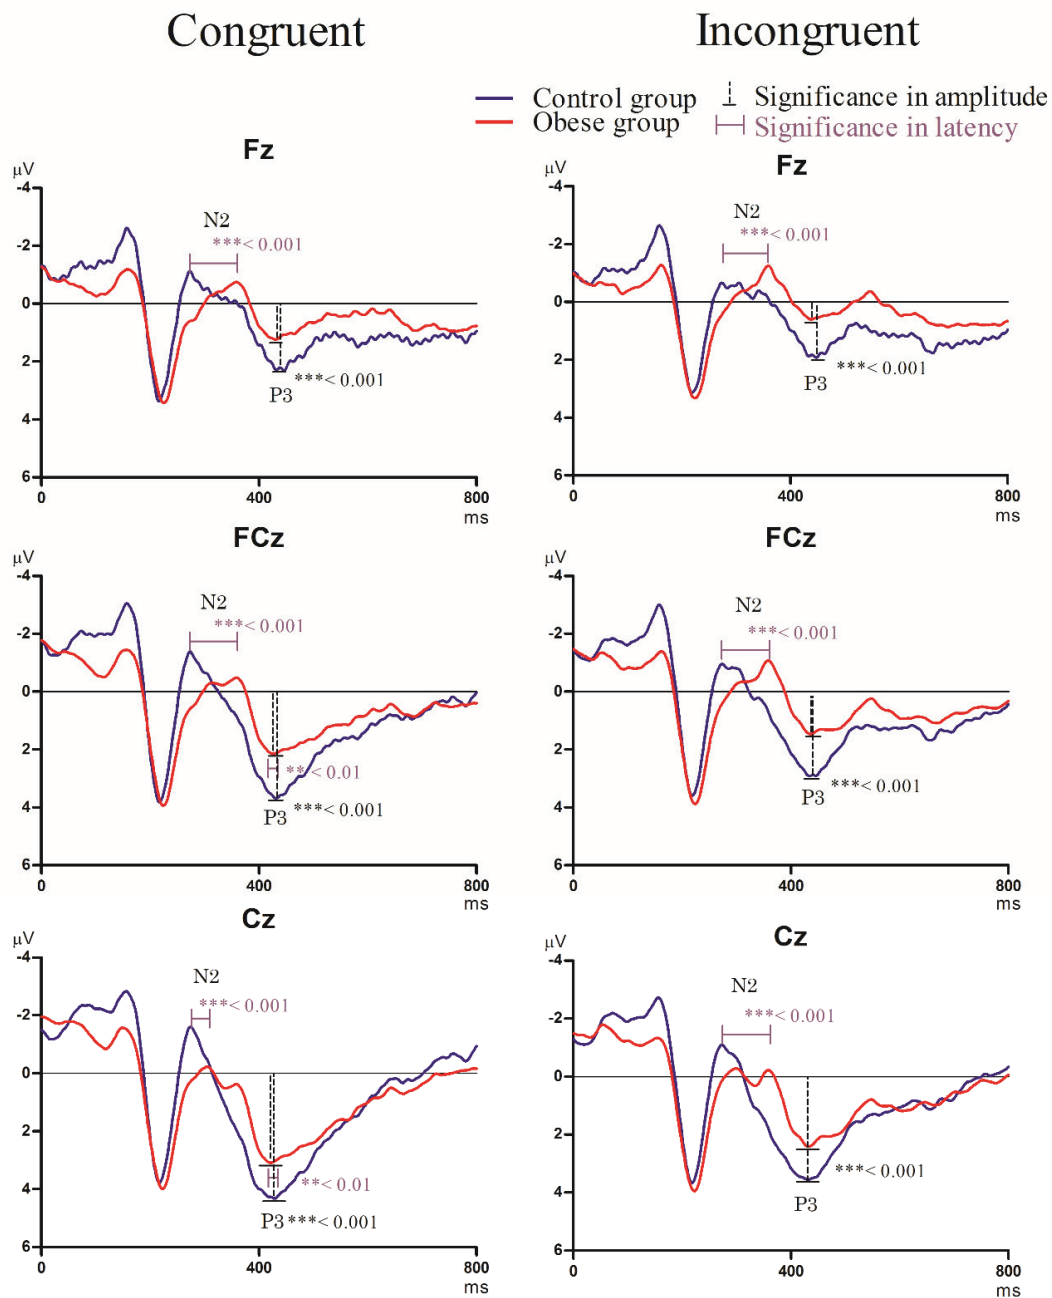 Congruent
Incongruent
Control group
Obese group
Significance in amplitude
Significance in latency
Fz
µV
-4
-2
0
2
4
6
N2
***< 0.001
***< 0.001
P3
0
400
800
ms
Fz
µV
-4
-2
0
2
4
6
N2
***< 0.001
***< 0.001
P3
0
400
800
ms
FCz
µV
-4
-2
0
2
4
6
N2
***< 0.001
**< 0.01
P3 ***< 0.001
0
400
800
ms
FCz
µV
-4
-2
0
2
4
6
N2
***< 0.001
***< 0.001
P3
0
400
800
ms
Cz
µV
-4
-2
0
2
4
6
N2
***< 0.001
**< 0.01
P3 ***< 0.001
0
400
800
ms
Cz
µV
-4
-2
0
2
4
6
N2
***< 0.001
***< 0.001
P3
0
400
800
ms